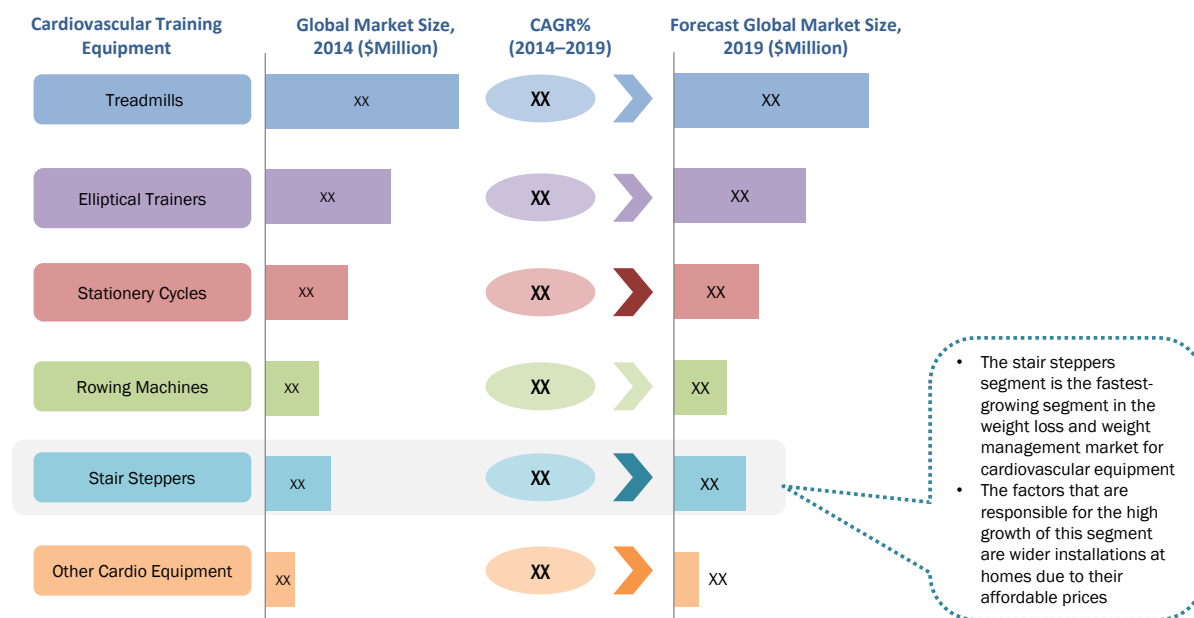 Cardiovascular Training
Equipment
Global Market Size,
2014 ($Million)
CAGR%
(2014–2019)
Forecast Global Market Size,
2019 ($Million)
Treadmills
XX
XX
XX
Elliptical Trainers
XX
XX
XX
Stationery Cycles
XX
XX
XX
Rowing Machines
XX
XX
XX
Stair Steppers
XX
XX
XX
Other Cardio Equipment
XX
XX
XX
• The stair steppers
segment is the fastest-
growing segment in the
weight loss and weight
management market for
cardiovascular equipment
• The factors that are
responsible for the high
growth of this segment
are wider installations at
homes due to their
affordable prices